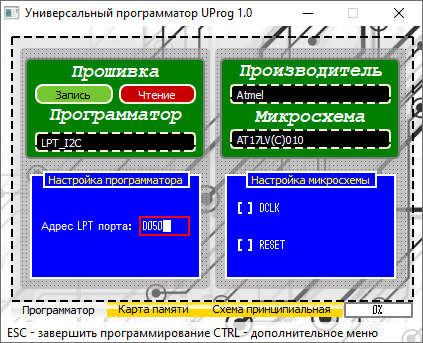 Универсальный программатор UProg 1.0
Прошивка
Запись Чтение
Программатор
LPT_I2C
Производитель
Atmel
Микросхема
AT17LV(C)010
Настройка программатора
Адрес LPT порта: D050
Настройка микросхемы
[ ] DCLK
[ ] RESET
Программатор Карта памяти Схема принципиальная 0%
ESC - завершить программирование CTRL - дополнительное меню